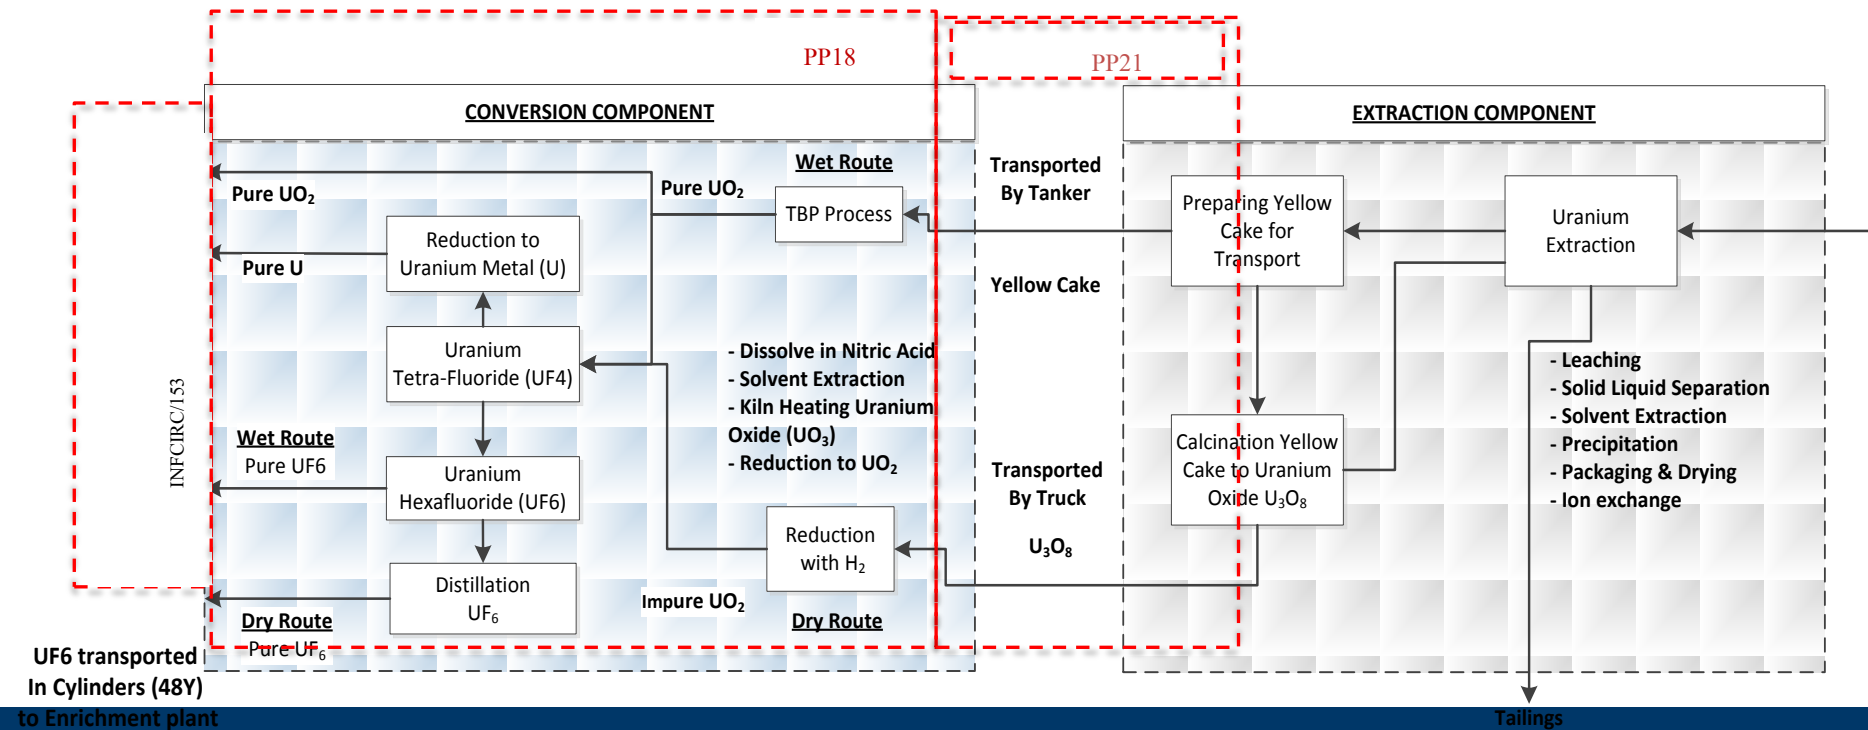 PP18
PP21
CONVERSION COMPONENT
EXTRACTION COMPONENT
Wet Route
Pure UO₂
Pure UO₂
TBP Process
Transported
By Tanker
Preparing Yellow
Cake for
Transport
Uranium
Extraction
Reduction to
Uranium Metal (U)
Pure U
Yellow Cake
Uranium
Tetra-Fluoride (UF4)
- Dissolve in Nitric Acid
- Solvent Extraction
- Kiln Heating Uranium
Oxide (UO₃)
- Reduction to UO₂
- Leaching
- Solid Liquid Separation
- Solvent Extraction
- Precipitation
- Packaging & Drying
- Ion exchange
INFCIRC/153
Wet Route
Pure UF6
Uranium
Hexafluoride (UF6)
Transported
By Truck
U₃O₈
Calcination Yellow
Cake to Uranium
Oxide U₃O₈
Reduction
with H₂
Distillation
UF₆
Impure UO₂
Dry Route
Dry Route
Pure UF₆
UF6 transported
In Cylinders (48Y)
to Enrichment plant
Tailings